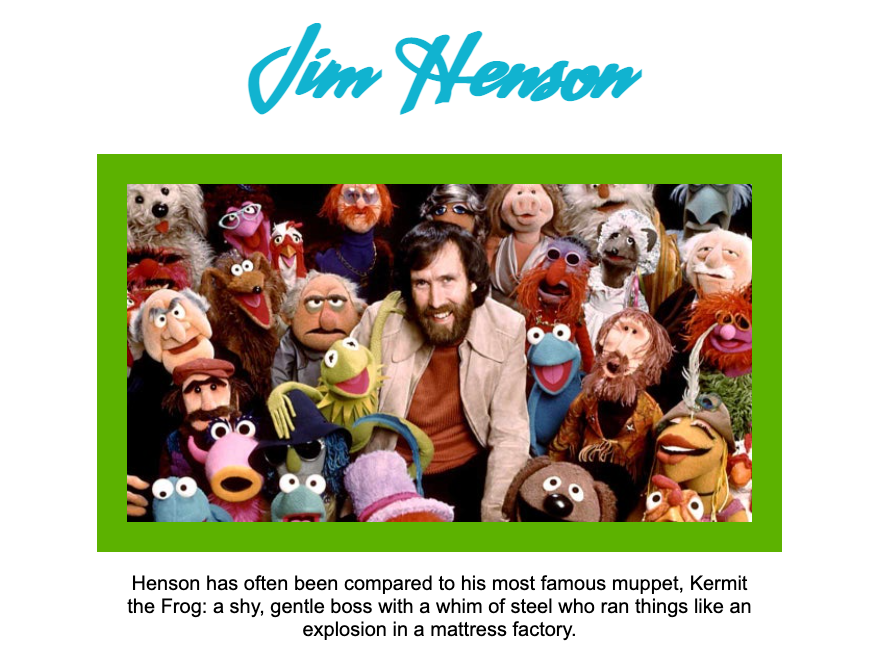 Jim Henson
Henson has often been compared to his most famous muppet, Kermit
the Frog: a shy, gentle boss with a whim of steel who ran things like an
explosion in a mattress factory.